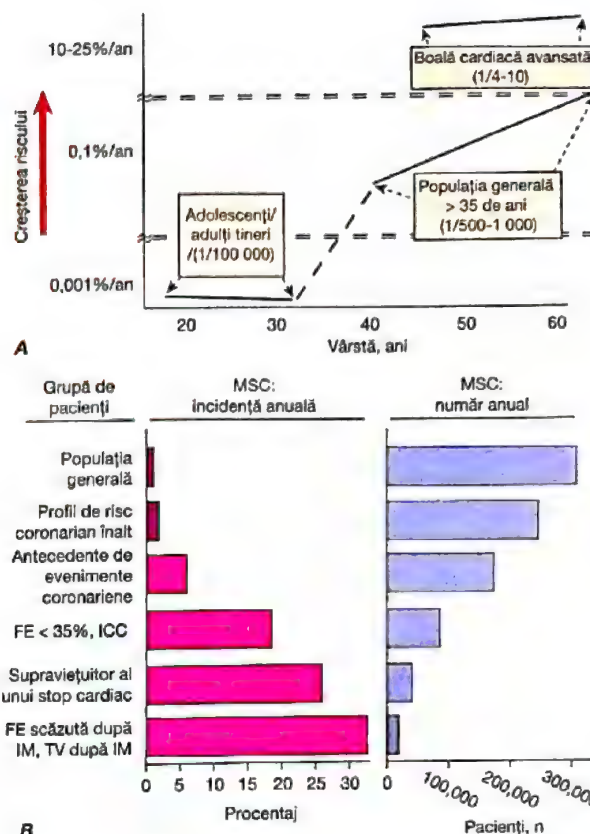 10-25%/an
Boală cardiacă avansată
(1/4-10)
Creșterea riscului
0,1%/an
Adolescenți/
adulți tineri
/(1/100 000)
Populația generală
> 35 de ani
(1/500-1 000)
0,001%/an
20 30 40 50 60
A
Vârstă, ani
Grupă de
pacienți
MSC:
incidență anuală
MSC:
număr anual
Populația
generală
Profil de risc
coronarian înalt
Antecedente de
evenimente
coronariene
FE < 35%, ICC
Supraviețuitor al
unui stop cardiac
FE scăzută după
IM, TV după IM
0 5 10 15 20 25 30
0 100,000 200,000 300,000
Procentaj
Pacienți, n
B